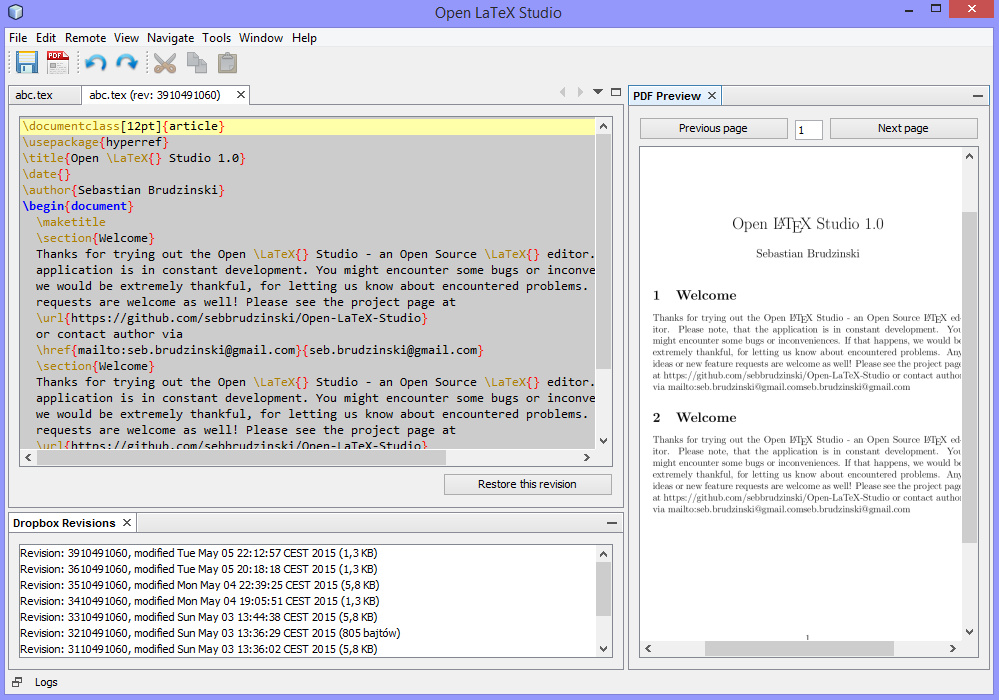 Open LaTeX Studio
File Edit Remote View Navigate Tools Window Help
PDF
abc.tex
abc.tex (rev: 3910491060)
\documentclass[12pt]{article}
\usepackage{hyperref}
\title{Open \LaTeX{} Studio 1.0}
\date{}
\author{Sebastian Brudzinski}
\begin{document}
\maketitle
\section{Welcome}
Thanks for trying out the Open \LaTeX{} Studio - an Open Source \LaTeX{} editor.
application is in constant development. You might encounter some bugs or inconve
we would be extremely thankful, for letting us know about encountered problems.
requests are welcome as well! Please see the project page at
\url{https://github.com/sebbrudzinski/Open-LaTeX-Studio}
or contact author via
\href{mailto:seb.brudzinski@gmail.com}{seb.brudzinski@gmail.com}
\section{Welcome}
Thanks for trying out the Open \LaTeX{} Studio - an Open Source \LaTeX{} editor.
application is in constant development. You might encounter some bugs or inconve
we would be extremely thankful, for letting us know about encountered problems.
requests are welcome as well! Please see the project page at
\url{https://github.com/sebbrudzinski/Open-LaTeX-Studio}
Restore this revision
Dropbox Revisions
Revision: 3910491060, modified Tue May 05 22:12:57 CEST 2015 (1,3 KB)
Revision: 3610491060, modified Tue May 05 20:18:18 CEST 2015 (1,3 KB)
Revision: 3510491060, modified Mon May 04 22:39:25 CEST 2015 (5,8 KB)
Revision: 3410491060, modified Mon May 04 19:05:51 CEST 2015 (1,3 KB)
Revision: 3310491060, modified Sun May 03 13:44:38 CEST 2015 (5,8 KB)
Revision: 3210491060, modified Sun May 03 13:36:29 CEST 2015 (805 bajtów)
Revision: 3110491060, modified Sun May 03 13:36:02 CEST 2015 (5,8 KB)
PDF Preview
Previous page 1 Next page
Open LATEX Studio 1.0
Sebastian Brudzinski
1 Welcome
Thanks for trying out the Open LATEX Studio - an Open Source LATEX ed-
itor. Please note, that the application is in constant development. You
might encounter some bugs or inconveniences. If that happens, we would be
extremely thankful, for letting us know about encountered problems. Any
ideas or new feature requests are welcome as well! Please see the project page
at https://github.com/sebbrudzinski/Open-LaTeX-Studio or contact author
via mailto:seb.brudzinski@gmail.comseb.brudzinski@gmail.com
2 Welcome
Thanks for trying out the Open LATEX Studio - an Open Source LATEX ed-
itor. Please note, that the application is in constant development. You
might encounter some bugs or inconveniences. If that happens, we would be
extremely thankful, for letting us know about encountered problems. Any
ideas or new feature requests are welcome as well! Please see the project page
at https://github.com/sebbrudzinski/Open-LaTeX-Studio or contact author
via mailto:seb.brudzinski@gmail.comseb.brudzinski@gmail.com
1
Logs